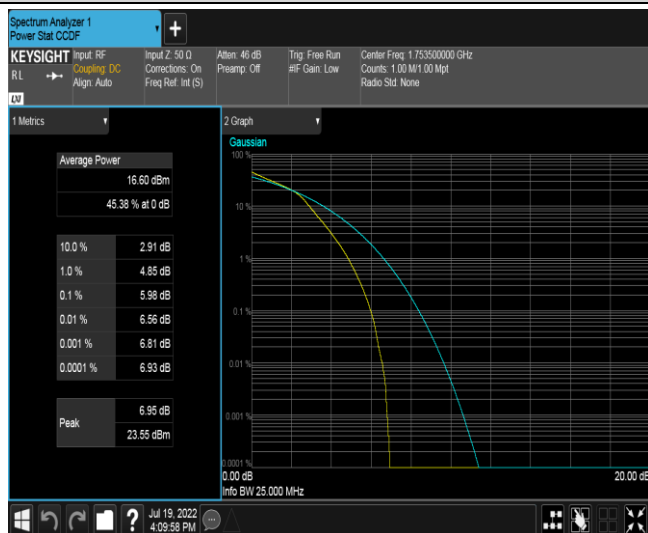 Spectrum Analyzer 1
Power Stat CCDF
KEYSIGHT
RL
LXI
Input: RF
Coupling: DC
Align: Auto
Input Z: 50 Ω
Corrections: On
Freq Ref: Int (S)
Atten: 46 dB
Preamp: Off
Trig: Free Run
#IF Gain: Low
Center Freq: 1.753500000 GHz
Counts: 1.00 M/1.00 Mpt
Radio Std: None
1 Metrics
Average Power
16.60 dBm
45.38 % at 0 dB
10.0 % 2.91 dB
1.0 % 4.85 dB
0.1 % 5.98 dB
0.01 % 6.56 dB
0.001 % 6.81 dB
0.0001 % 6.93 dB
Peak 6.95 dB
23.55 dBm
2 Graph
Gaussian
100 %
10 %
1 %
0.1 %
0.01 %
0.001 %
0.0001 %
0.00 dB 20.00 dB
Info BW 25.000 MHz
Jul 19, 2022
4:09:58 PM